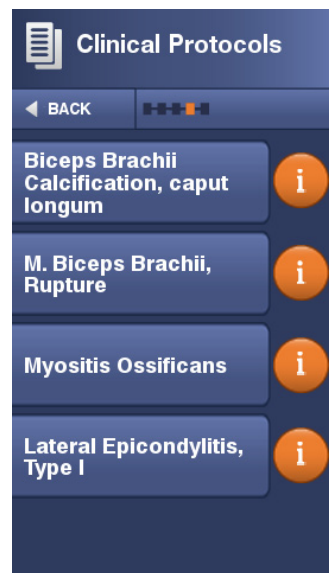 Clinical Protocols
BACK
Biceps Brachii
Calcification, caput
longum
i
M. Biceps Brachii,
Rupture
i
Myositis Ossificans
i
Lateral Epicondylitis,
Type I
i